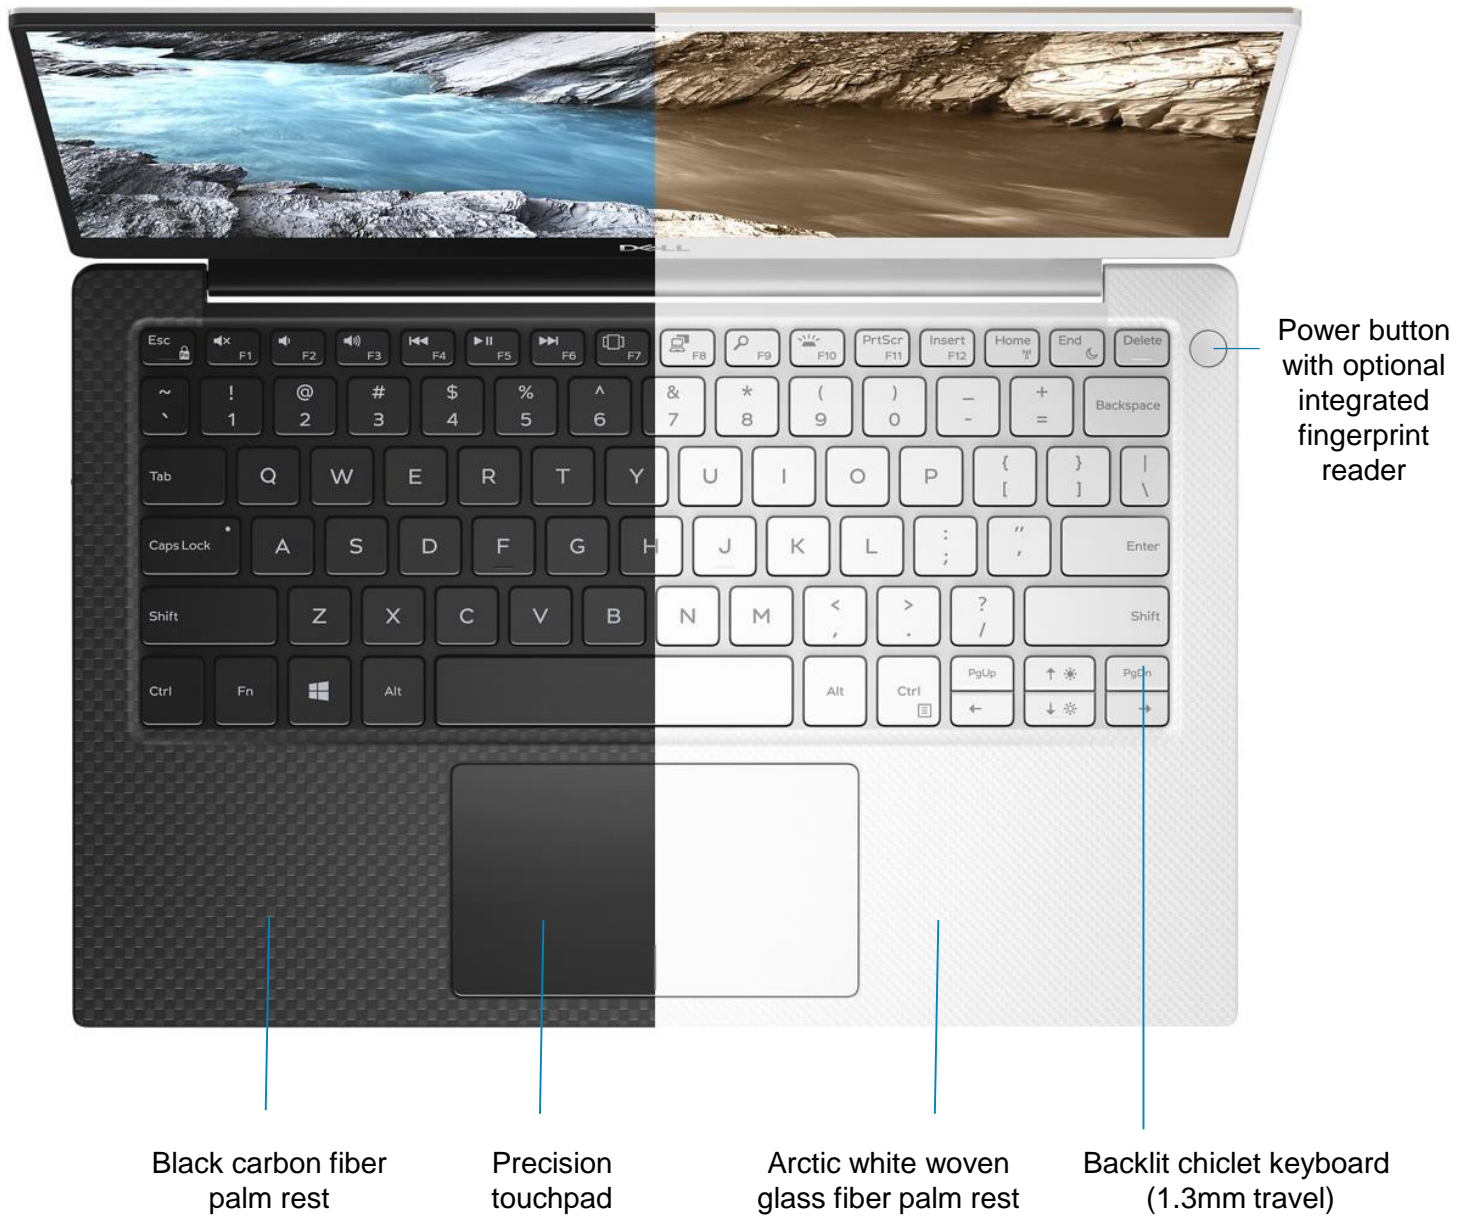 DELL
Esc F1 F2 F3 F4 F5 F6 F7 F8 F9 F10 PrtScr F11 Insert F12 Home End Delete
~ ` ! 1 @ 2 # 3 $ 4 % 5 ^ 6 & 7 * 8 ( 9 ) 0 _ - + = Backspace
Tab Q W E R T Y U I O P { [ } ] | \
Caps Lock A S D F G H J K L : ; " ' Enter
Shift Z X C V B N M < , > . ? / Shift
Ctrl Fn Alt Alt Ctrl PgUp ← ↑ ↓ PgDn →
Power button
with optional
integrated
fingerprint
reader
Black carbon fiber
palm rest
Precision
touchpad
Arctic white woven
glass fiber palm rest
Backlit chiclet keyboard
(1.3mm travel)